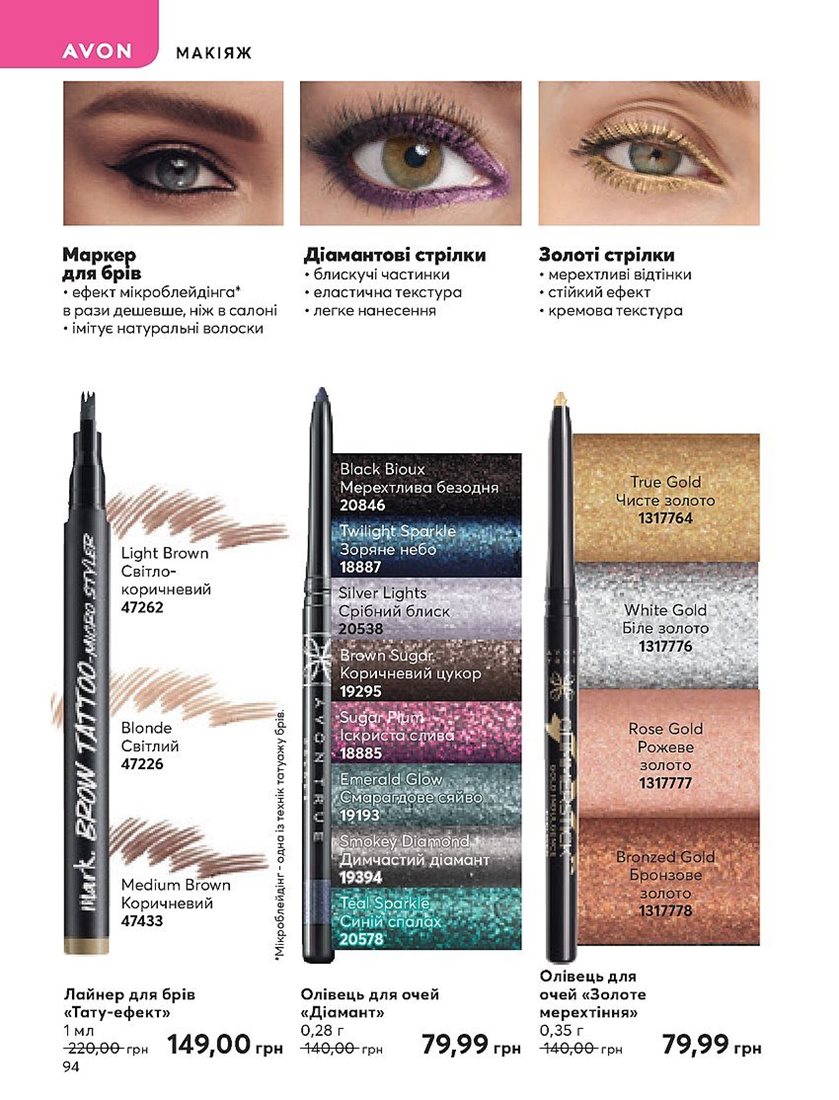 AVON
МАКІЯЖ
Маркер
для брів
• ефект мікроблейдінга*
в рази дешевше, ніж в салоні
• імітує натуральні волоски
Діамантові стрілки
• блискучі частинки
• еластична текстура
• легке нанесення
Золоті стрілки
• мерехтливі відтінки
• стійкий ефект
• кремова текстура
mark. BROW TATTOO MICRO STYLER
Light Brown
Світло-
коричневий
47262
Blonde
Світлий
47226
Medium Brown
Коричневий
47433
*Мікроблейдінг - одна із технік татуажу брів.
AVON TRUE
Black Bioux
Мерехтлива безодня
20846
Twilight Sparkle
Зоряне небо
18887
Silver Lights
Срібний блиск
20538
Brown Sugar
Коричневий цукор
19295
Sugar Plum
Іскриста слива
18885
Emerald Glow
Смарагдове сяйво
19193
Smokey Diamond
Димчастий діамант
19394
Teal Sparkle
Синій спалах
20578
True Gold
Чисте золото
1317764
White Gold
Біле золото
1317776
Rose Gold
Рожеве
золото
1317777
Bronzed Gold
Бронзове
золото
1317778
Лайнер для брів
«Тату-ефект»
1 мл
220,00 грн 149,00 грн
Олівець для очей
«Діамант»
0,28 г
140,00 грн 79,99 грн
Олівець для
очей «Золоте
мерехтіння»
0,35 г
140,00 грн 79,99 грн
94